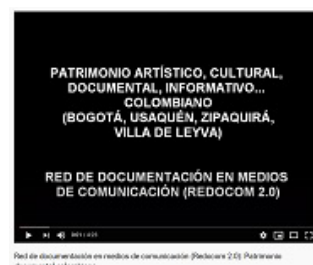 PATRIMONIO ARTÍSTICO, CULTURAL,
DOCUMENTAL, INFORMATIVO...
COLOMBIANO
(BOGOTÁ, USAQUÉN, ZIPAQUIRÁ,
VILLA DE LEYVA)
RED DE DOCUMENTACIÓN EN MEDIOS
DE COMUNICACIÓN (REDOCOM 2.0)
Red de documentación en medios de comunicación (Redocom 2.0): Patrimonio